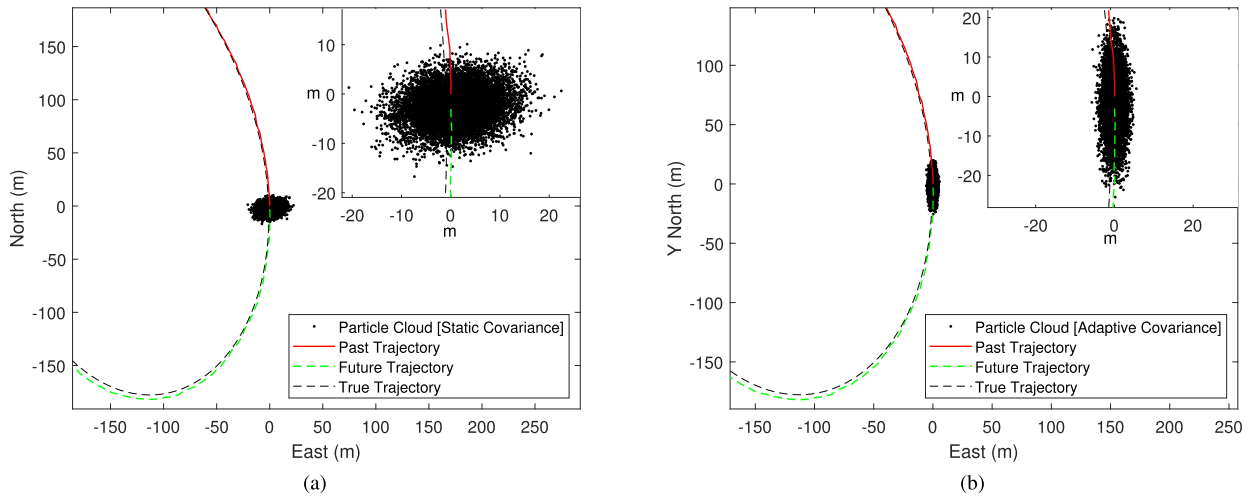 150
100
50
0
-50
-100
-150
North (m)
-150 -100 -50 0 50 100 150 200 250
East (m)
10
m 0
-10
-20
-20 -10 0 10 20
m
Particle Cloud [Static Covariance]
Past Trajectory
Future Trajectory
True Trajectory
(a)
100
50
0
-50
-100
-150
Y North (m)
-150 -100 -50 0 50 100 150 200 250
East (m)
20
10
m 0
-10
-20
-20 0 20
m
Particle Cloud [Adaptive Covariance]
Past Trajectory
Future Trajectory
True Trajectory
(b)